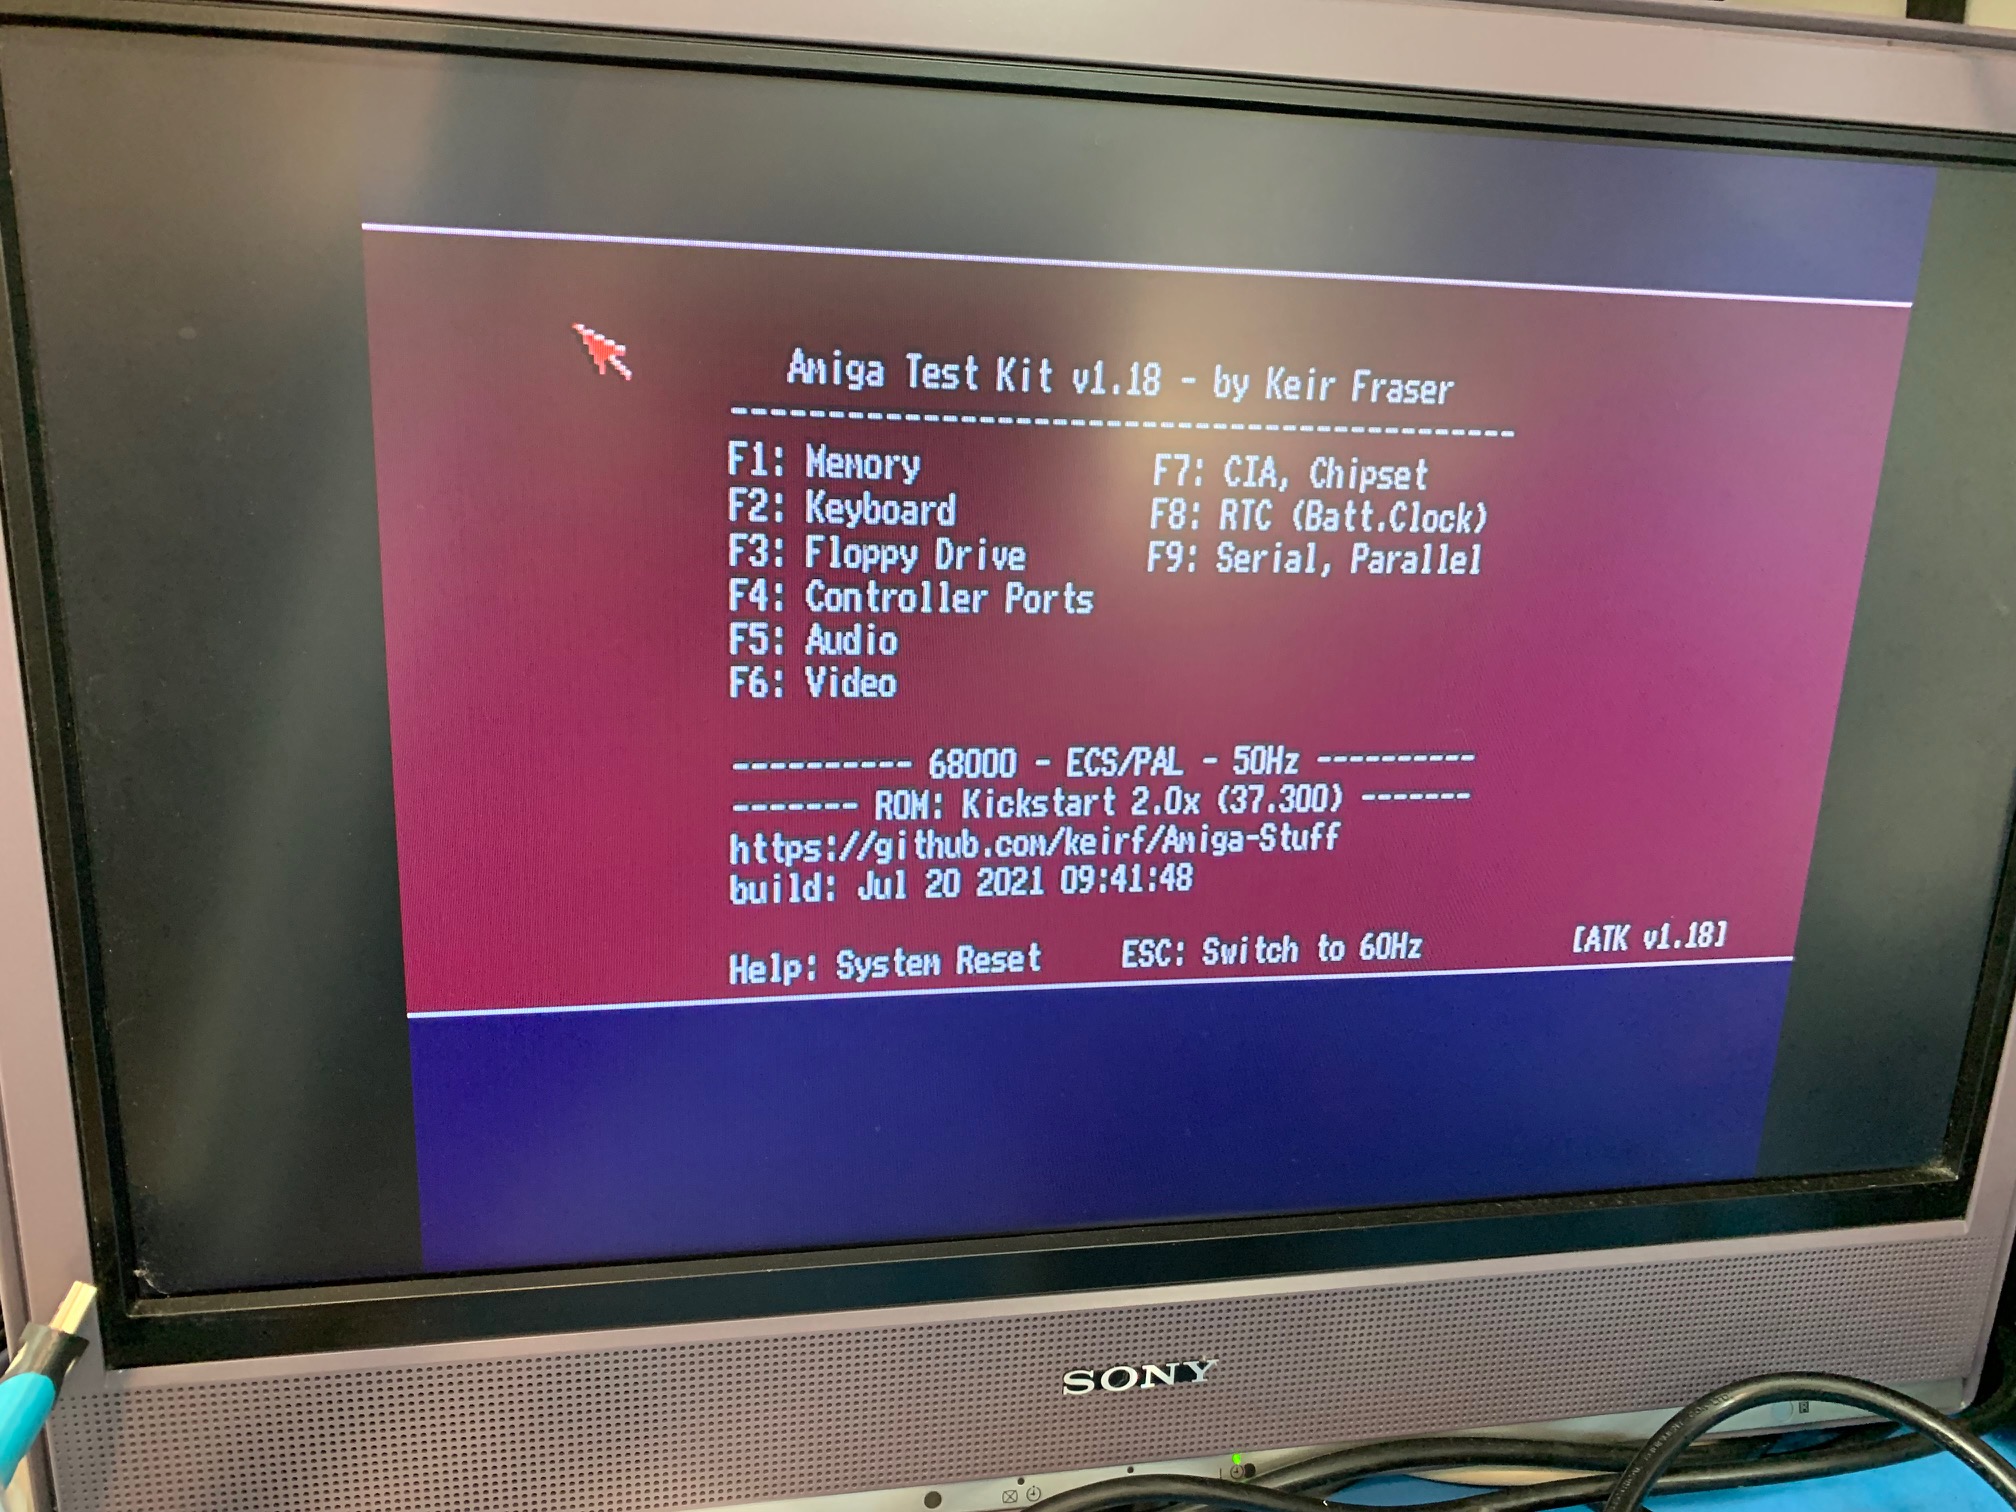 Amiga Test Kit v1.18 - by Keir Fraser
----------------------------------------
F1: Memory F7: CIA, Chipset
F2: Keyboard F8: RTC (Batt.Clock)
F3: Floppy Drive F9: Serial, Parallel
F4: Controller Ports
F5: Audio
F6: Video
---------- 68000 - ECS/PAL - 50Hz ----------
------- ROM: Kickstart 2.0x (37.300) -------
https://github.com/keirf/Amiga-Stuff
build: Jul 20 2021 09:41:48
[ATK v1.18]
Help: System Reset ESC: Switch to 60Hz
SONY